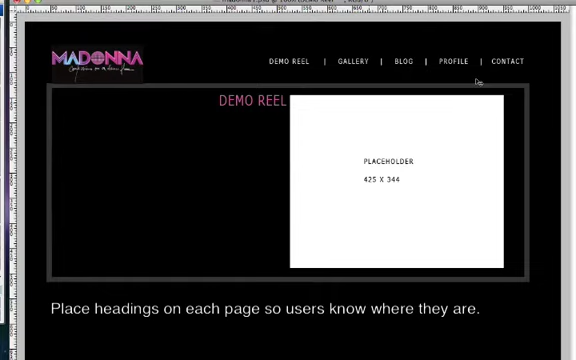 MADONNA
DEMO REEL | GALLERY | BLOG | PROFILE | CONTACT
DEMO REEL
PLACEHOLDER
425 X 344
Place headings on each page so users know where they are.